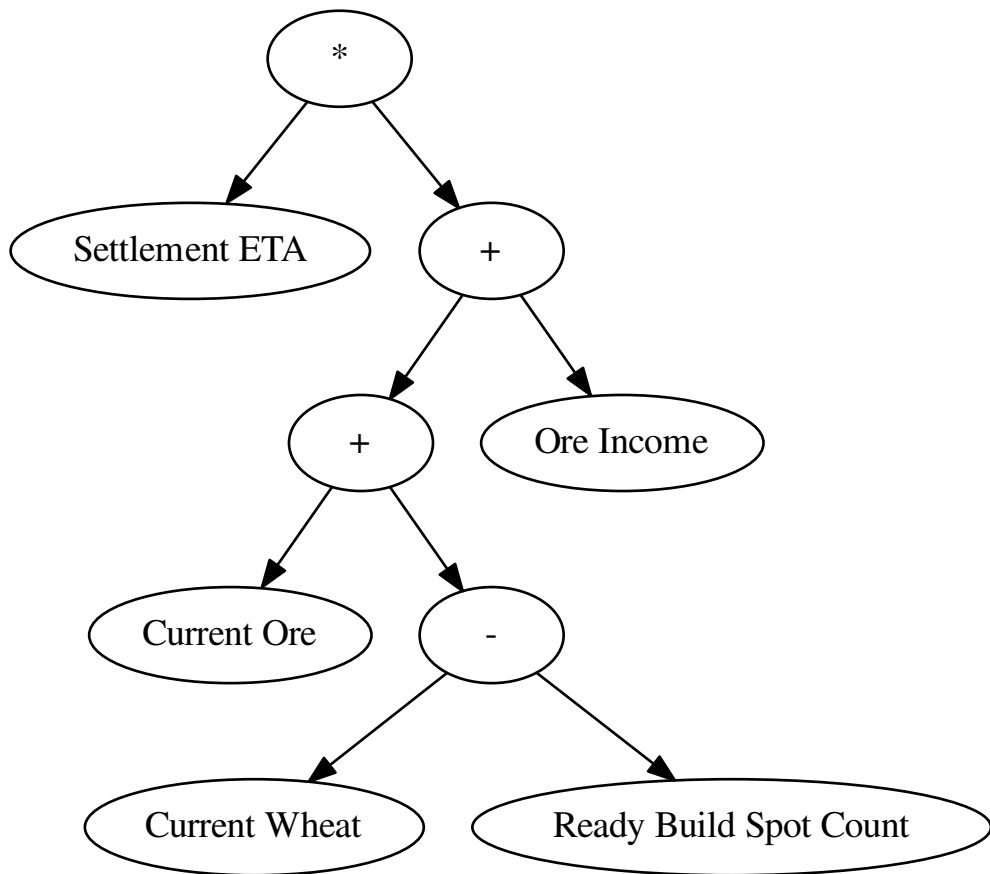 *
Settlement ETA
+
+
Ore Income
Current Ore
-
Current Wheat
Ready Build Spot Count